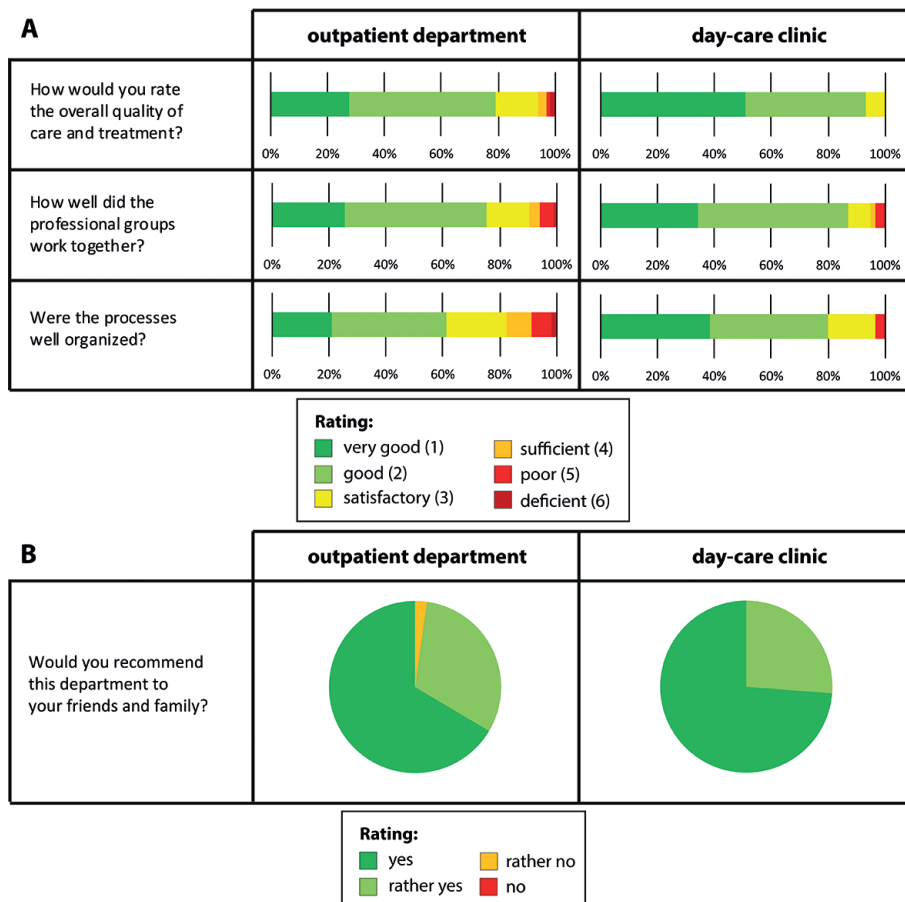 A
outpatient department
day-care clinic
How would you rate
the overall quality of
care and treatment?
0% 20% 40% 60% 80% 100%
0% 20% 40% 60% 80% 100%
How well did the
professional groups
work together?
0% 20% 40% 60% 80% 100%
0% 20% 40% 60% 80% 100%
Were the processes
well organized?
0% 20% 40% 60% 80% 100%
0% 20% 40% 60% 80% 100%
Rating:
very good (1)
good (2)
satisfactory (3)
sufficient (4)
poor (5)
deficient (6)
B
outpatient department
day-care clinic
Would you recommend
this department to
your friends and family?
Rating:
yes
rather yes
rather no
no